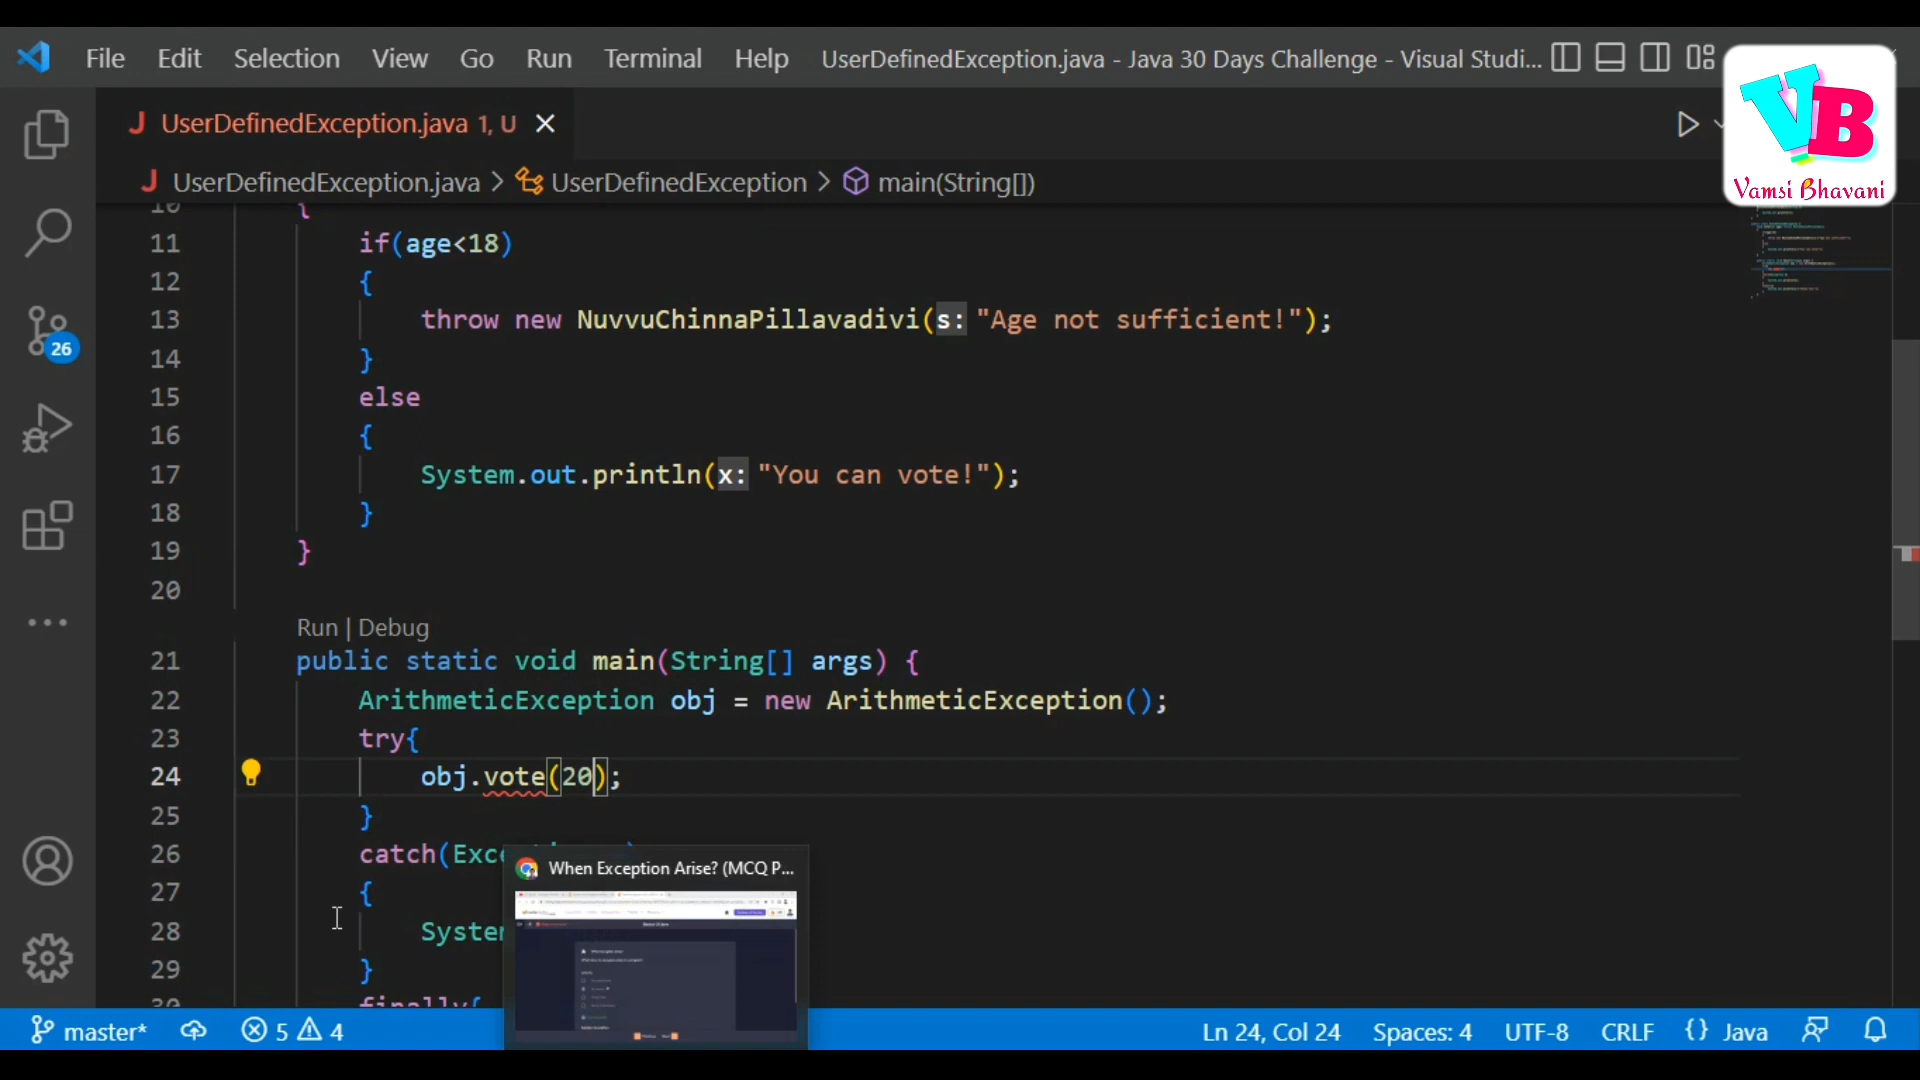 File Edit Selection View Go Run Terminal Help UserDefinedException.java - Java 30 Days Challenge - Visual Studi...
VB
Vamsi Bhavani
J UserDefinedException.java 1, U
J UserDefinedException.java > UserDefinedException > main(String[])
10 {
11 if(age<18)
12 {
13 throw new NuvvuChinnaPillavadivi(s: "Age not sufficient!");
14 }
15 else
16 {
17 System.out.println(x: "You can vote!");
18 }
19 }
20
Run | Debug
21 public static void main(String[] args) {
22 ArithmeticException obj = new ArithmeticException();
23 try{
24 obj.vote(20);
25 }
26 catch(Exc
When Exception Arise? (MCQ P...
27 {
28 System
29 }
30 finally{
26
master* 5 4 Ln 24, Col 24 Spaces: 4 UTF-8 CRLF {} Java